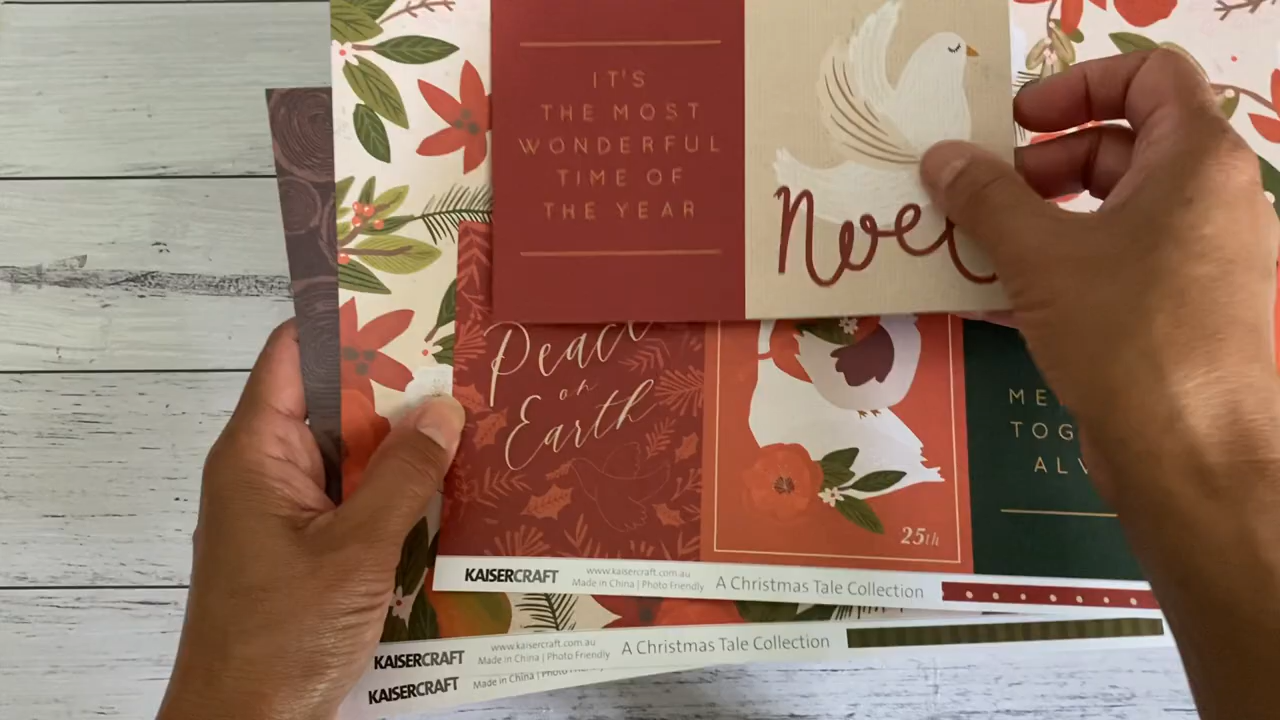 IT'S
THE MOST
WONDERFUL
TIME OF
THE YEAR
Noel
Peace
on
Earth
25th
KAISERCRAFT
www.kaisercraft.com.au
Made in China | Photo Friendly
A Christmas Tale Collection
KAISERCRAFT
www.kaisercraft.com.au
Made in China | Photo Friendly
A Christmas Tale Collection
KAISERCRAFT
Made in China | Photo